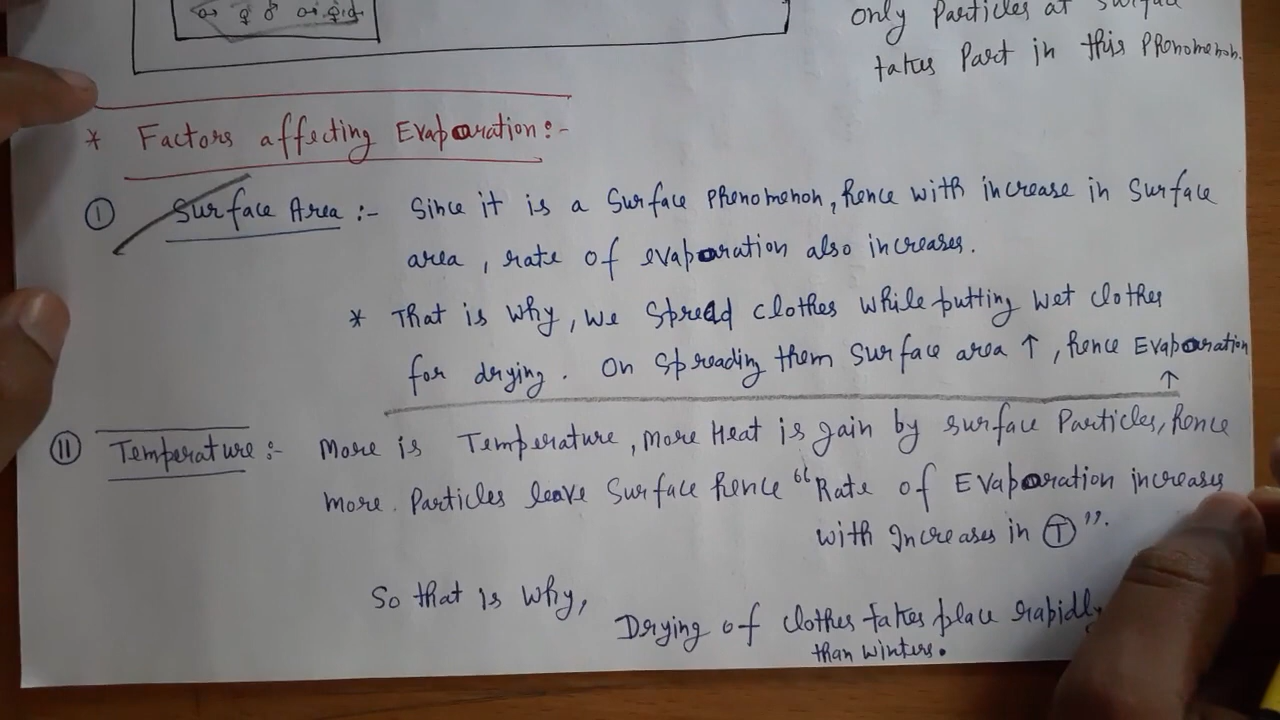 only Particles at
takes Part in this Phenomenon.
* Factors affecting Evaporation:-
I Surface Area :- Since it is a Surface Phenomenon, hence with increase in Surface
area, rate of evaporation also increases.
* That is why, we spread clothes while putting wet clothes
for drying. On spreading them surface area ↑, hence Evaporation
↑
II Temperature :- More is Temperature, more Heat is gain by surface Particles, hence
more. Particles leave Surface hence “Rate of Evaporation increases
with Increases in T”.
So that is why,
Drying of clothes takes place rapidly
than winters.